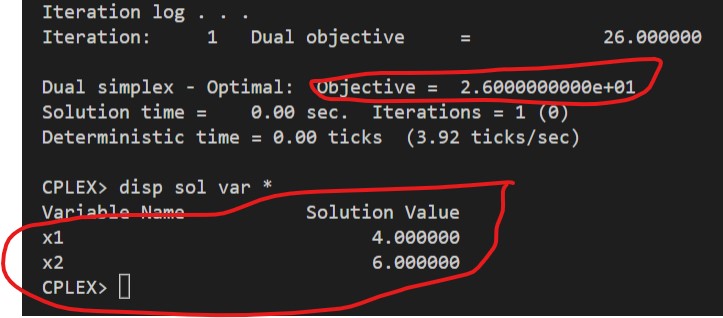 Iteration log . . .
Iteration:     1   Dual objective     =            26.000000
Dual simplex - Optimal:  Objective =  2.6000000000e+01
Solution time =    0.00 sec.  Iterations = 1 (0)
Deterministic time = 0.00 ticks  (3.92 ticks/sec)
CPLEX> disp sol var *
Variable Name           Solution Value
x1                            4.000000
x2                            6.000000
CPLEX>